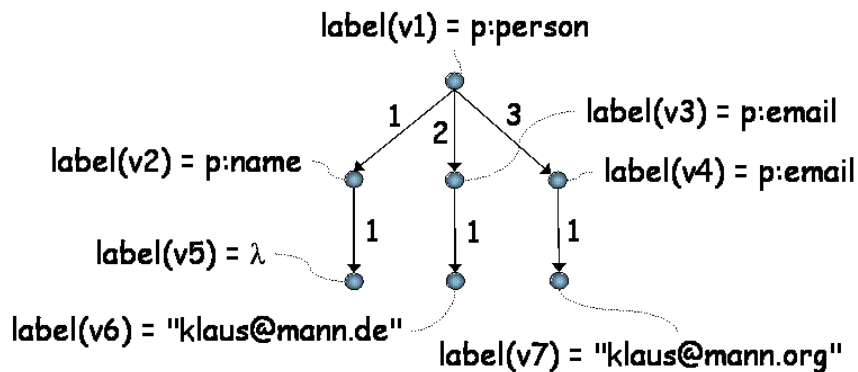 label(v1) = p:person
1
2
3
label(v3) = p:email
label(v2) = p:name
label(v4) = p:email
1
1
1
label(v5) = λ
label(v6) = "klaus@mann.de"
label(v7) = "klaus@mann.org"